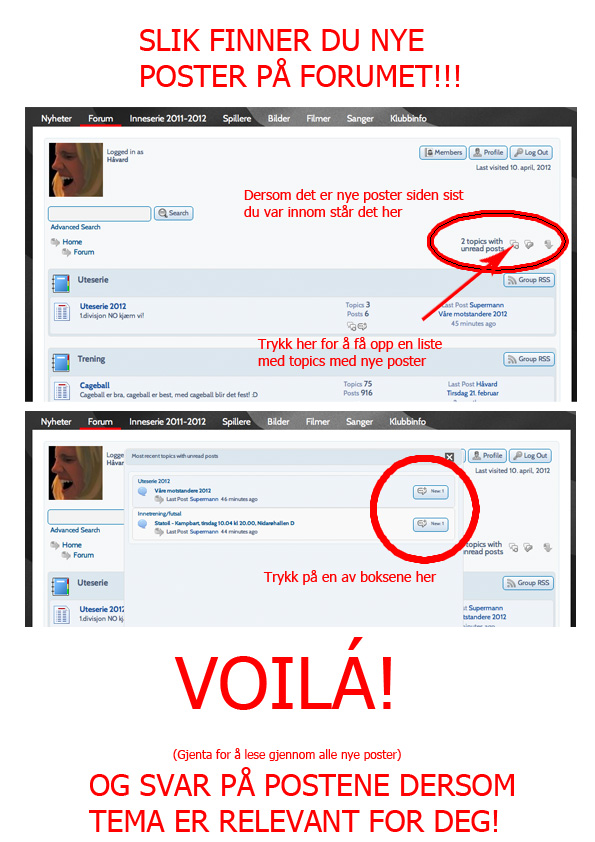 SLIK FINNER DU NYE
POSTER PÅ FORUMET!!!
Nyheter Forum Inneserie 2011-2012 Spillere Bilder Filmer Sanger Klubbinfo
Logged in as
Håvard
Members Profile Log Out
Last visited 10. april, 2012
Dersom det er nye poster siden sist
du var innom står det her
Search
Advanced Search
Home
Forum
2 topics with
unread posts
Uteserie Group RSS
Uteserie 2012 Topics 3 Last Post Supermann
1.divisjon NO kjærn vi! Posts 6 Våre motstandere 2012
45 minutes ago
Trykk her for å få opp en liste
med topics med nye poster
Trening Group RSS
Cageball Topics 75 Last Post Håvard
Cageball er bra, cageball er best, med cageball blir det fest! :D Posts 916 Tirsdag 21. februar
Nyheter Forum Inneserie 2011-2012 Spillere Bilder Filmer Sanger Klubbinfo
Logge
Håvar
Most recent topics with unread posts
Profile Log Out
Last visited 10. april, 2012
Uteserie 2012
Våre motstandere 2012 New: 1
Last Post Supermann 46 minutes ago
Innetrening/futsal
Statoil - Kampbart, tirsdag 10.04 kl 20.00, Nidarøhallen D New: 1
Last Post Supermann 44 minutes ago
Advanced Search
Home
Forum
topics with
unread posts
Trykk på en av boksene her
Uteserie Group RSS
Uteserie 2012 st Supermann
1.divisjon NO k tstandere 2012
minutes ago
VOILÁ!
(Gjenta for å lese gjennom alle nye poster)
OG SVAR PÅ POSTENE DERSOM
TEMA ER RELEVANT FOR DEG!